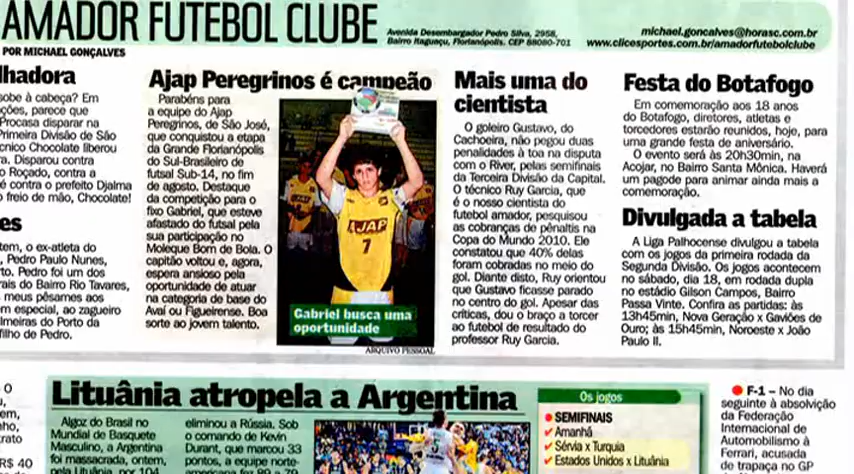 AMADOR FUTEBOL CLUBE
Avenida Desembargador Pedro Silva, 2958,
Bairro Itaguaçu, Florianópolis. CEP 88080-701
michael.goncalves@horasc.com.br
www.clicesportes.com.br/amadorfutebolclube
POR MICHAEL GONÇALVES
lhadora
sobe à cabeça? Em
ções, parece que
Procasa disparar na
Primeira Divisão de São
cnico Chocolate liberou
ra. Disparou contra
o Roçado, contra a
é contra o prefeito Djalma
o freio de mão, Chocolate!
es
tem, o ex-atleta do
, Pedro Paulo Nunes,
rto. Pedro foi um dos
rais do Bairro Rio Tavares,
meus pêsames aos
em especial, ao zagueiro
lmeiras do Porto da
filho de Pedro.
Ajap Peregrinos é campeão
Parabéns para
a equipe do Ajap
Peregrinos, de São José,
que conquistou a etapa
da Grande Florianópolis
do Sul-Brasileiro de
futsal Sub-14, no fim
de agosto. Destaque
da competição para o
fixo Gabriel, que esteve
afastado do futsal pela
sua participação no
Moleque Bom de Bola. O
capitão voltou e, agora,
espera ansioso pela
oportunidade de atuar
na categoria de base do
Avaí ou Figueirense. Boa
sorte ao jovem talento.
AJAP
7
Gabriel busca uma
oportunidade
ARQUIVO PESSOAL
Mais uma do
cientista
O goleiro Gustavo, do
Cachoeira, não pegou duas
penalidades à toa na disputa
com o River, pelas semifinais
da Terceira Divisão da Capital.
O técnico Ruy Garcia, que
é o nosso cientista do
futebol amador, pesquisou
as cobranças de pênaltis na
Copa do Mundo 2010. Ele
constatou que 40% delas
foram cobradas no meio do
gol. Diante disto, Ruy orientou
que Gustavo ficasse parado
no centro do gol. Apesar das
críticas, dou o braço a torcer
ao futebol de resultado do
professor Ruy Garcia.
Festa do Botafogo
Em comemoração aos 18 anos
do Botafogo, diretores, atletas e
torcedores estarão reunidos, hoje, para
uma grande festa de aniversário.
O evento será às 20h30min, na
Acojar, no Bairro Santa Mônica. Haverá
um pagode para animar ainda mais a
comemoração.
Divulgada a tabela
A Liga Palhocense divulgou a tabela
com os jogos da primeira rodada da
Segunda Divisão. Os jogos acontecem
no sábado, dia 18, em rodada dupla
no estádio Gilson Campos, Bairro
Passa Vinte. Confira as partidas: às
13h45min, Nova Geração x Gaviões de
Ouro; às 15h45min, Noroeste x João
Paulo II.
Lituânia atropela a Argentina
Algoz do Brasil no
Mundial de Basquete
Masculino, a Argentina
foi massacrada, ontem,
pela Lituânia, por 104
eliminou a Rússia. Sob
o comando de Kevin
Durant, que marcou 33
pontos, a equipe norte-
americana fez 89 a 79
Os jogos
SEMIFINAIS
Amanhã
Sérvia x Turquia
Estados Unidos x Lituânia
F-1 – No dia
seguinte à absolvição
da Federação
Internacional de
Automobilismo à
Ferrari, acusada
de trapaça no GP
R$ 40